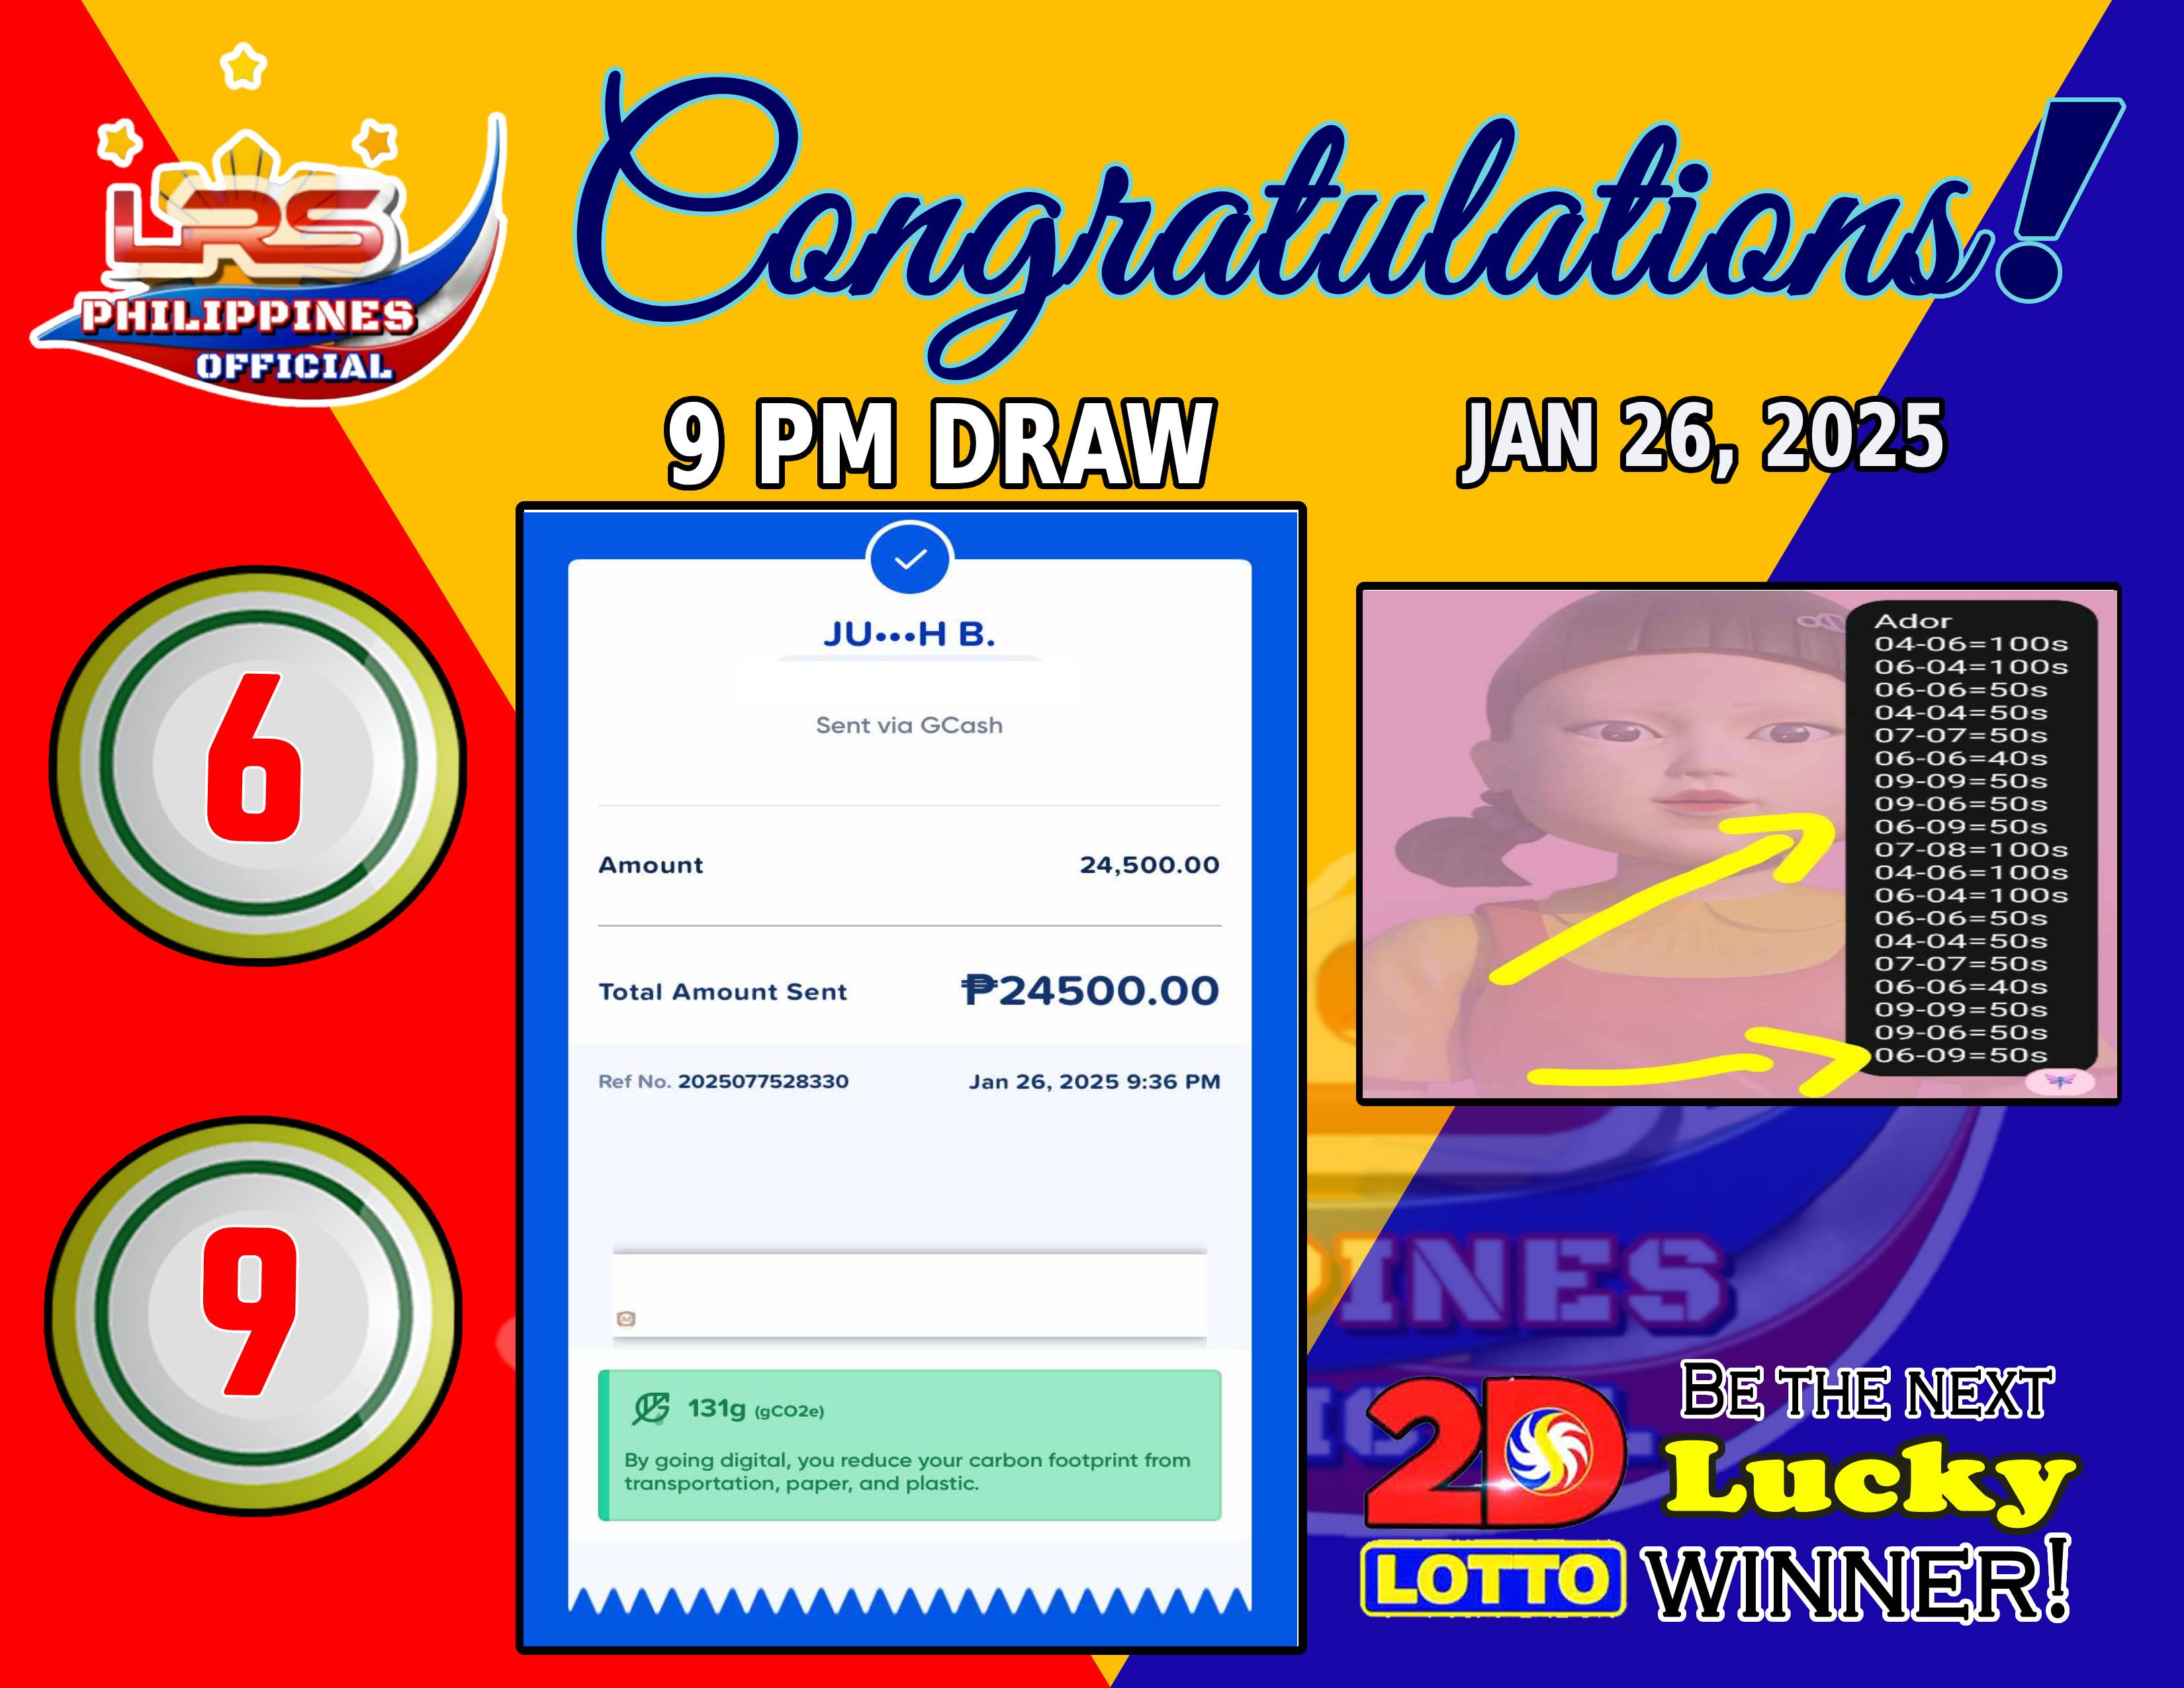 LRS
PHILIPPINES
OFFICIAL
Congratulations!
9 PM DRAW
JAN 26, 2025
6
9
JU•••H B.
Sent via GCash
Amount 24,500.00
Total Amount Sent ₱24500.00
Ref No. 2025077528330 Jan 26, 2025 9:36 PM
131g (gCO2e)
By going digital, you reduce your carbon footprint from
transportation, paper, and plastic.
Ador
04-06=100s
06-04=100s
06-06=50s
04-04=50s
07-07=50s
06-06=40s
09-09=50s
09-06=50s
06-09=50s
07-08=100s
04-06=100s
06-04=100s
06-06=50s
04-04=50s
07-07=50s
06-06=40s
09-09=50s
09-06=50s
06-09=50s
PINES
2D
LOTTO
BE THE NEXT
Lucky
WINNER!